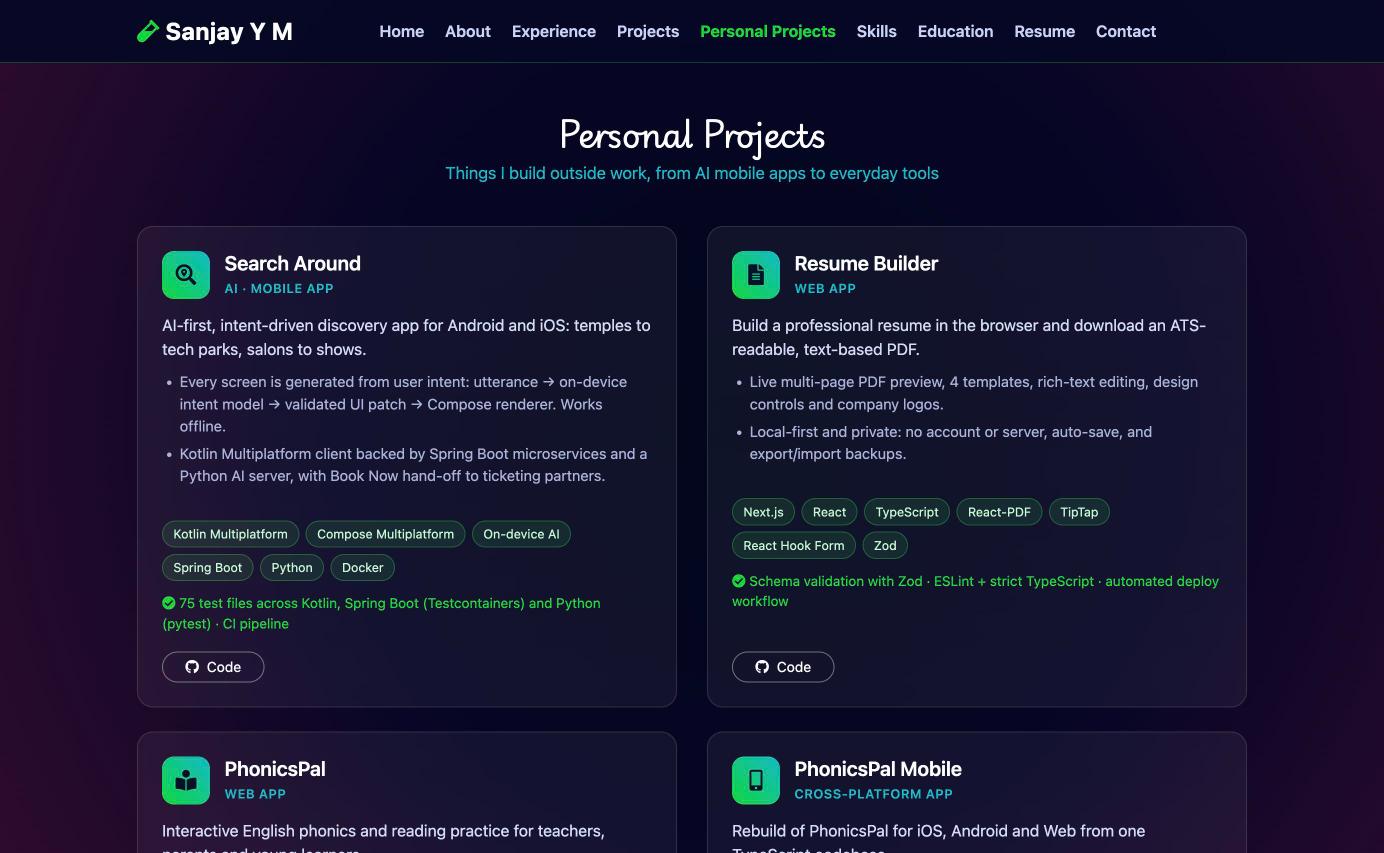 Sanjay Y M
Home About Experience Projects Personal Projects Skills Education Resume Contact
Personal Projects
Things I build outside work, from AI mobile apps to everyday tools
Search Around
AI · MOBILE APP
AI-first, intent-driven discovery app for Android and iOS: temples to
tech parks, salons to shows.
• Every screen is generated from user intent: utterance → on-device
intent model → validated UI patch → Compose renderer. Works
offline.
• Kotlin Multiplatform client backed by Spring Boot microservices and a
Python AI server, with Book Now hand-off to ticketing partners.
Kotlin Multiplatform Compose Multiplatform On-device AI
Spring Boot Python Docker
75 test files across Kotlin, Spring Boot (Testcontainers) and Python
(pytest) · CI pipeline
Code
Resume Builder
WEB APP
Build a professional resume in the browser and download an ATS-
readable, text-based PDF.
• Live multi-page PDF preview, 4 templates, rich-text editing, design
controls and company logos.
• Local-first and private: no account or server, auto-save, and
export/import backups.
Next.js React TypeScript React-PDF TipTap
React Hook Form Zod
Schema validation with Zod · ESLint + strict TypeScript · automated deploy
workflow
Code
PhonicsPal
WEB APP
Interactive English phonics and reading practice for teachers,
parents and young learners.
PhonicsPal Mobile
CROSS-PLATFORM APP
Rebuild of PhonicsPal for iOS, Android and Web from one
TypeScript codebase.